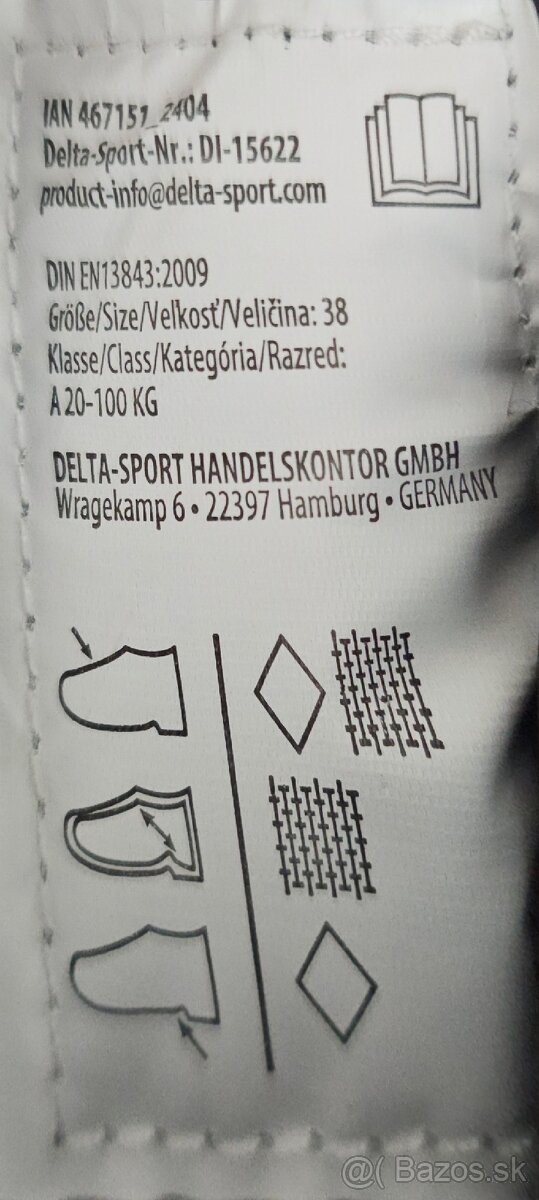 IAN 467151_2404
Delta-Sport-Nr.: DI-15622
product-info@delta-sport.com
DIN EN13843:2009
Größe/Size/Veľkosť/Veličina: 38
Klasse/Class/Kategória/Razred:
A 20-100 KG
DELTA-SPORT HANDELSKONTOR GMBH
Wragekamp 6 • 22397 Hamburg • GERMANY
@( Bazos.sk